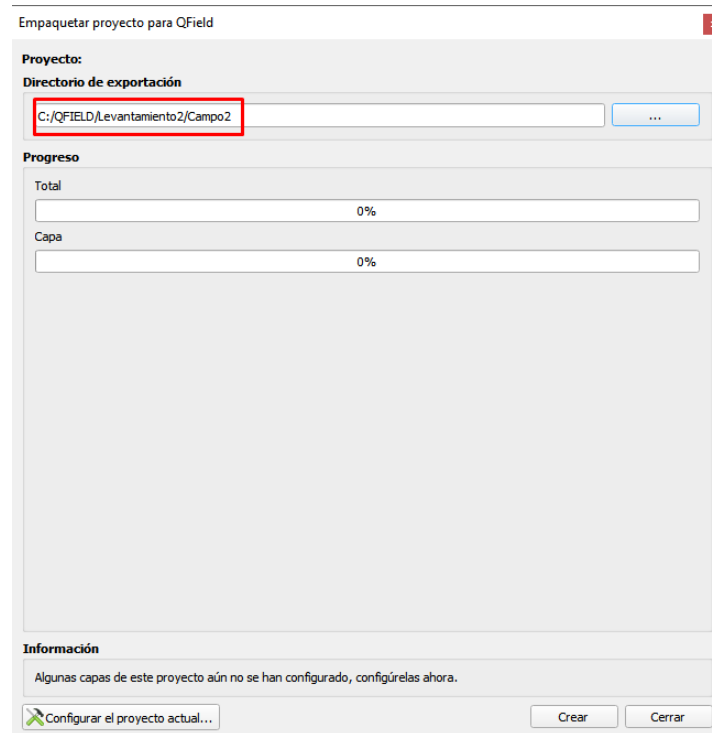 Empaquetar proyecto para QField
Proyecto:
Directorio de exportación
C:/QFIELD/Levantamiento2/Campo2
...
Progreso
Total
0%
Capa
0%
Información
Algunas capas de este proyecto aún no se han configurado, configúrelas ahora.
Configurar el proyecto actual... Crear Cerrar